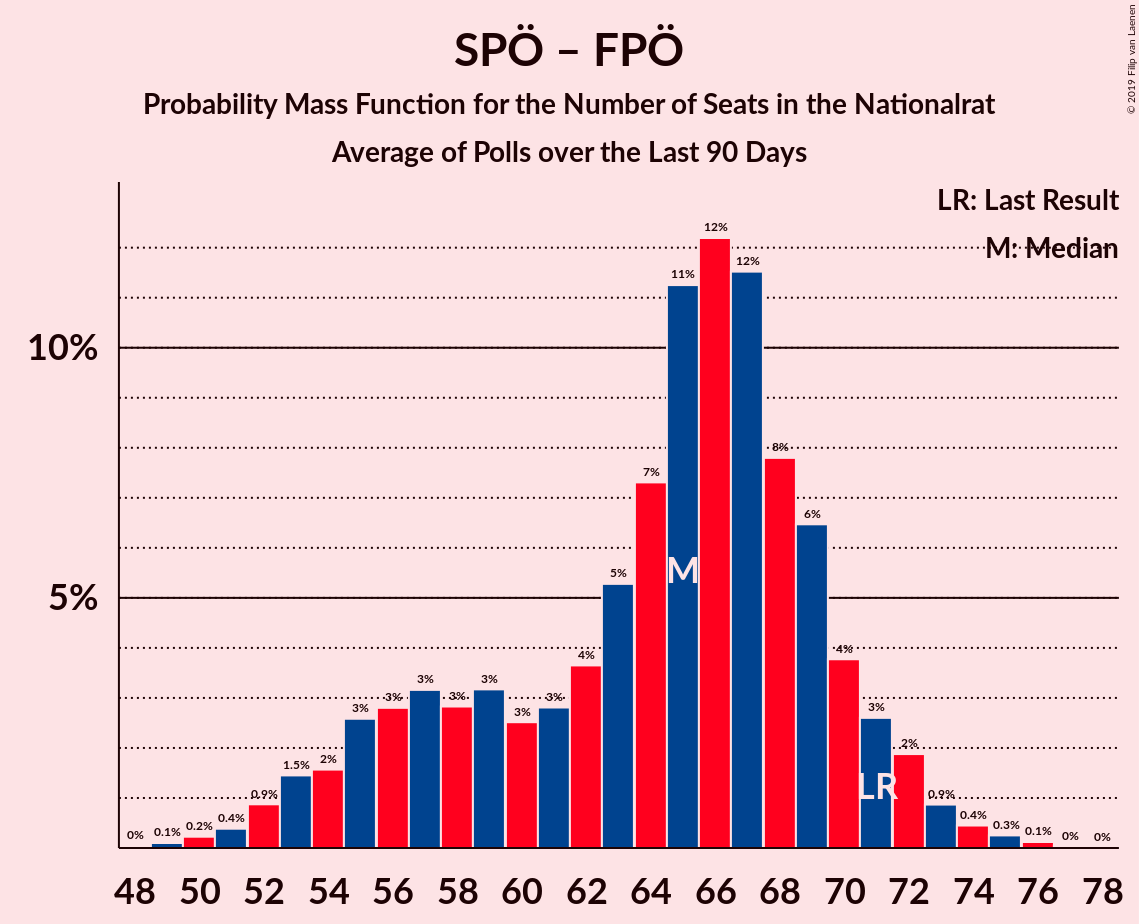 SPÖ – FPÖ
Probability Mass Function for the Number of Seats in the Nationalrat
Average of Polls over the Last 90 Days
© 2019 Filip van Laenen
LR: Last Result
M: Median
10%
5%
0% 0.1% 0.2% 0.4% 0.9% 1.5% 2% 3% 3% 3% 3% 3% 3% 3% 4% 5% 7% 11% 12% 12% 8% 6% 4% 3% 2% 0.9% 0.4% 0.3% 0.1% 0% 0%
M
LR
48 50 52 54 56 58 60 62 64 66 68 70 72 74 76 78